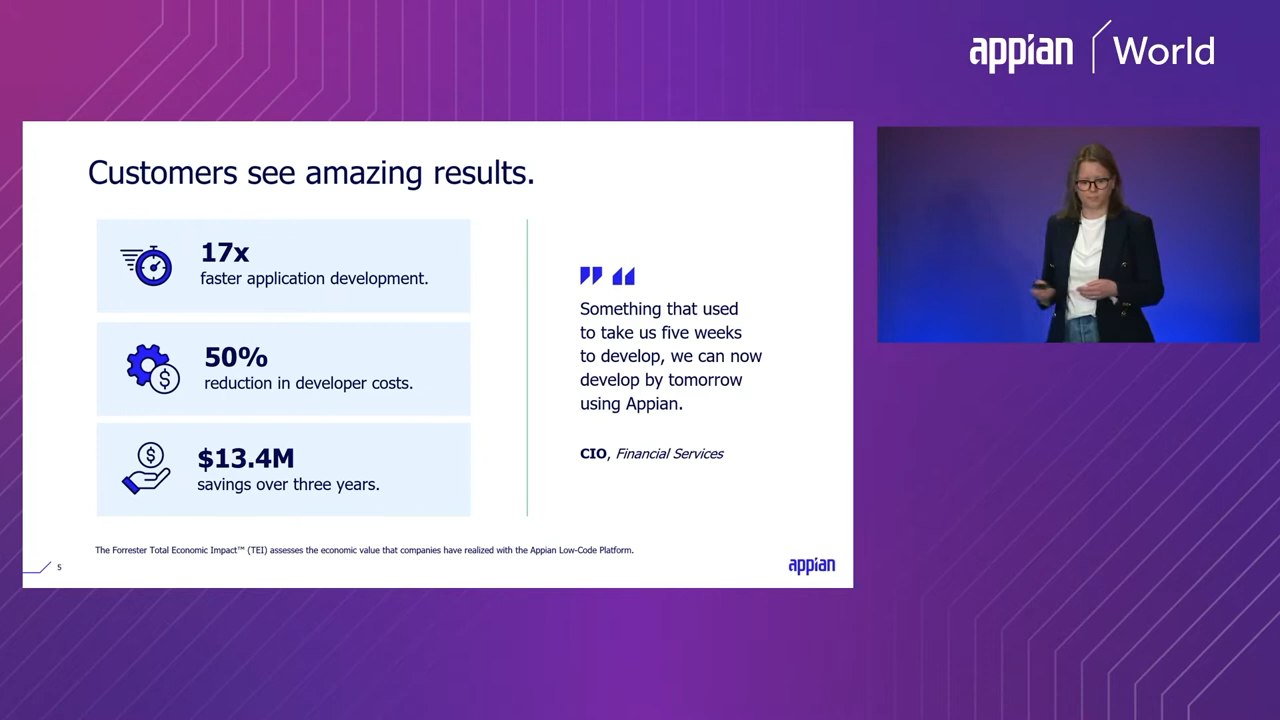 appian World
Customers see amazing results.
17x
faster application development.
50%
reduction in developer costs.
$13.4M
savings over three years.
Something that used
to take us five weeks
to develop, we can now
develop by tomorrow
using Appian.
CIO, Financial Services
The Forrester Total Economic Impact™ (TEI) assesses the economic value that companies have realized with the Appian Low-Code Platform.
5
appian